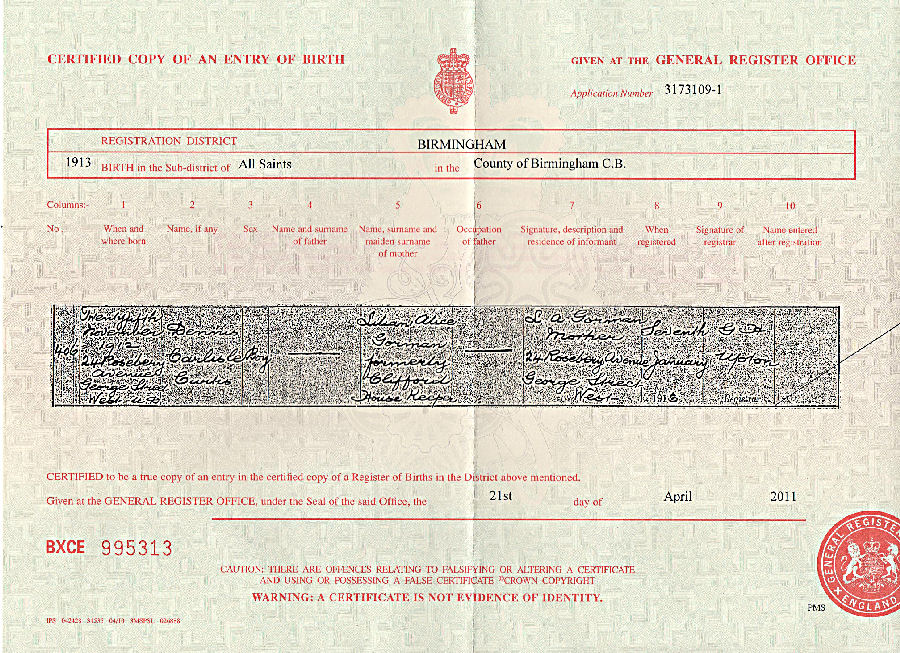 CERTIFIED COPY OF AN ENTRY OF BIRTH
GIVEN AT THE GENERAL REGISTER OFFICE
Application Number 3173109-1
REGISTRATION DISTRICT BIRMINGHAM
1913 BIRTH in the Sub-district of All Saints in the County of Birmingham C.B.
Columns:- 1 2 3 4 5 6 7 8 9 10
No. When and where born Name, if any Sex Name and surname of father Name, surname and maiden surname of mother Occupation of father Signature, description and residence of informant When registered Signature of registrar Name entered after registration
406
November
1912
24 Rosebery
Avenue
George Street
West
Dennis
Carlisle
Curtis
Boy
Lilian Alice
Gorman
formerly
Clifford
House Keeper
L. A. Gorman
Mother
24 Rosebery Avenue
George Street
West
Seventh
January
1913
Upton
Registrar
CERTIFIED to be a true copy of an entry in the certified copy of a Register of Births in the District above mentioned.
Given at the GENERAL REGISTER OFFICE, under the Seal of the said Office, the 21st day of April 2011
BXCE 995313
CAUTION: THERE ARE OFFENCES RELATING TO FALSIFYING OR ALTERING A CERTIFICATE
AND USING OR POSSESSING A FALSE CERTIFICATE ©CROWN COPYRIGHT
WARNING: A CERTIFICATE IS NOT EVIDENCE OF IDENTITY.
GENERAL REGISTER
ENGLAND
PMS